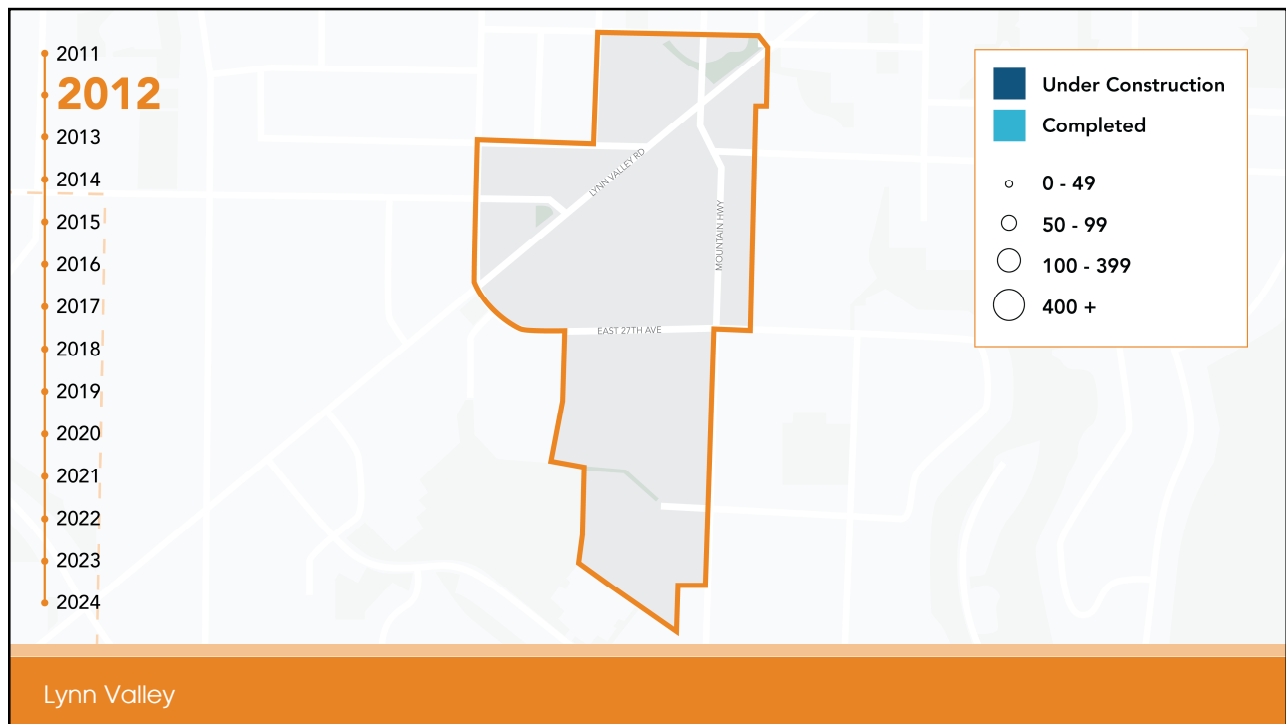 2011
2012
2013
2014
2015
2016
2017
2018
2019
2020
2021
2022
2023
2024
LYNN VALLEY RD
MOUNTAIN HWY
EAST 27TH AVE
Under Construction
Completed
0 - 49
50 - 99
100 - 399
400 +
Lynn Valley